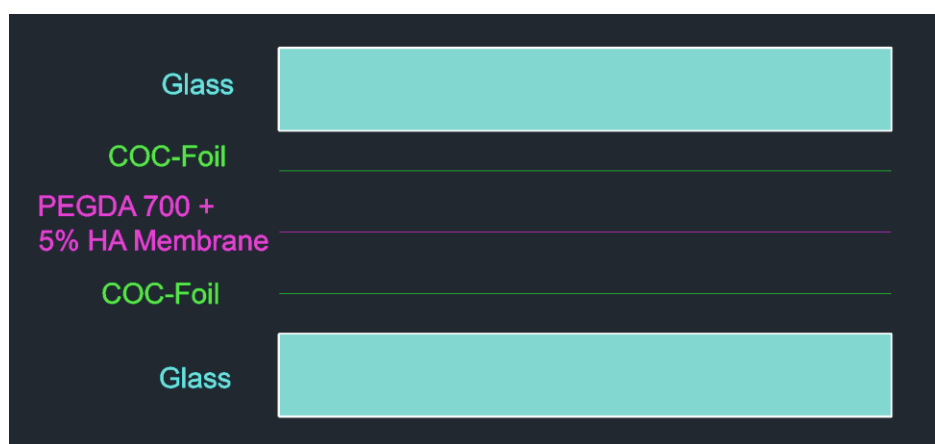 Glass
COC-Foil
PEGDA 700 +
5% HA Membrane
COC-Foil
Glass